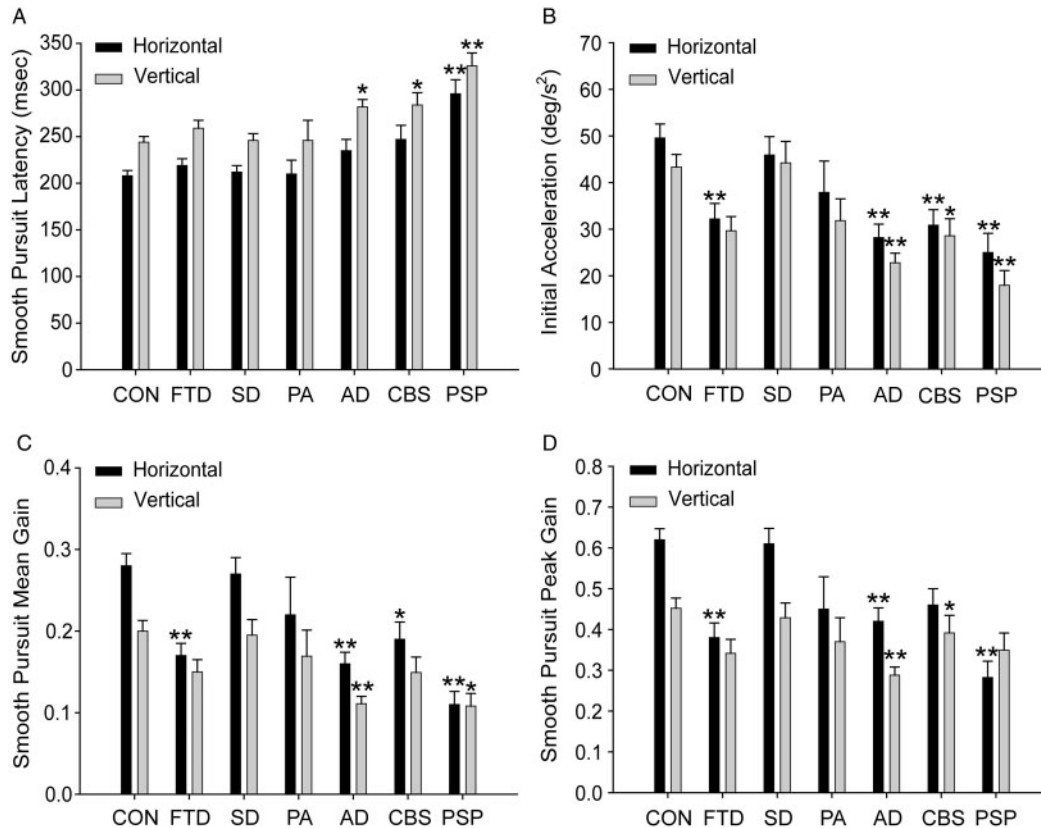 A
Smooth Pursuit Latency (msec)
350
300
250
200
150
100
50
0
Horizontal
Vertical
*
*
**
**
CON FTD SD PA AD CBS PSP
B
Initial Acceleration (deg/s²)
70
60
50
40
30
20
10
0
Horizontal
Vertical
**
**
**
**
*
**
**
CON FTD SD PA AD CBS PSP
C
Smooth Pursuit Mean Gain
0.4
0.3
0.2
0.1
0.0
Horizontal
Vertical
**
**
**
*
**
*
CON FTD SD PA AD CBS PSP
D
Smooth Pursuit Peak Gain
0.8
0.7
0.6
0.5
0.4
0.3
0.2
0.1
0.0
Horizontal
Vertical
**
**
**
*
**
CON FTD SD PA AD CBS PSP